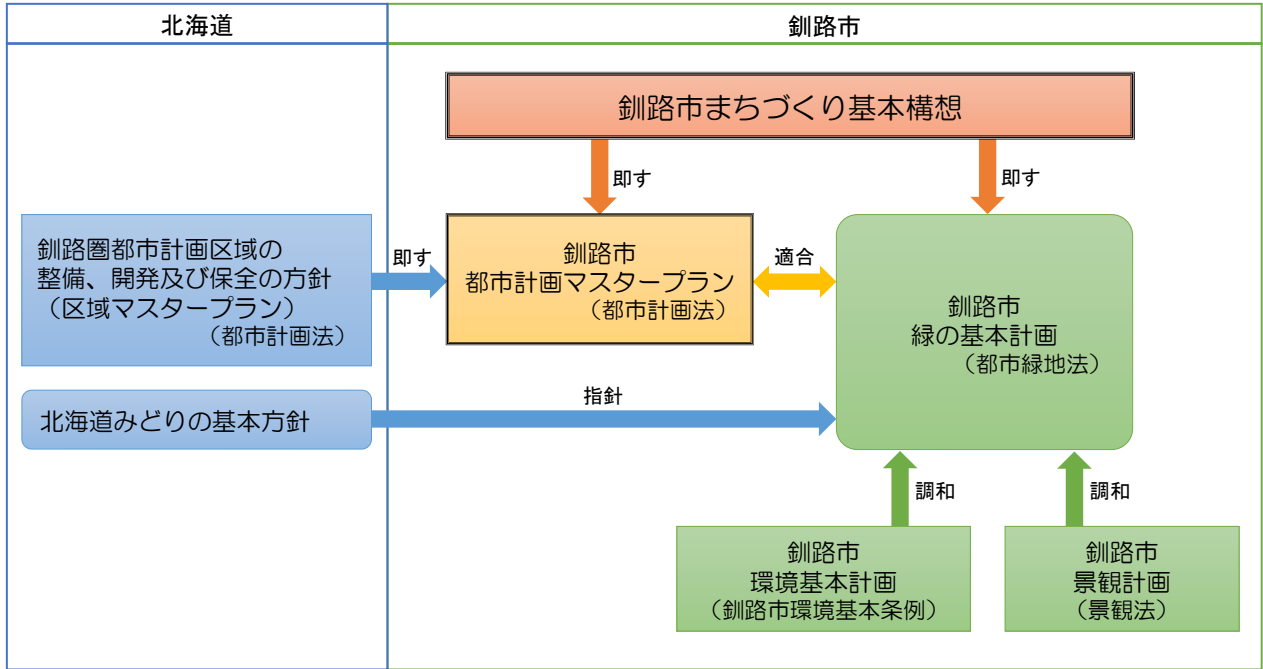 北海道
釧路市
釧路市まちづくり基本構想
即す
即す
釧路圏都市計画区域の
整備、開発及び保全の方針
（区域マスタープラン）
（都市計画法）
即す
釧路市
都市計画マスタープラン
（都市計画法）
適合
釧路市
緑の基本計画
（都市緑地法）
北海道みどりの基本方針
指針
調和
調和
釧路市
環境基本計画
（釧路市環境基本条例）
釧路市
景観計画
（景観法）